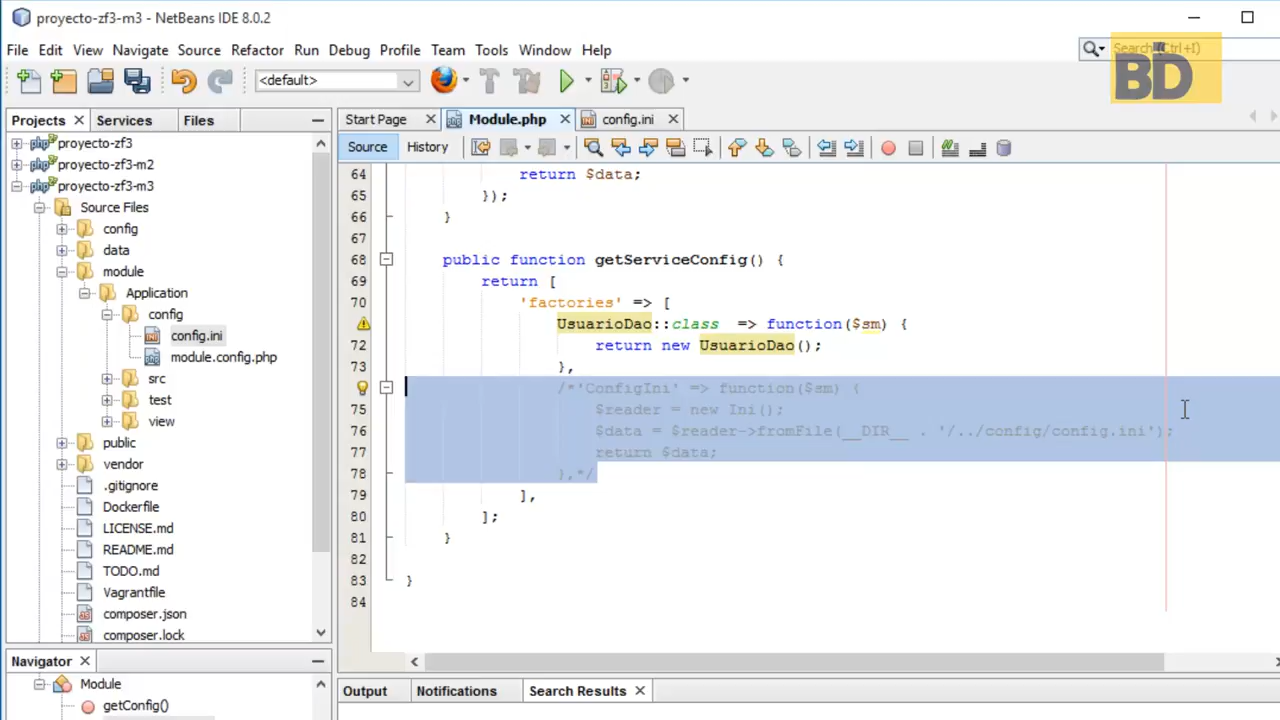 proyecto-zf3-m3 - NetBeans IDE 8.0.2
File Edit View Navigate Source Refactor Run Debug Profile Team Tools Window Help
Search (Ctrl+I)
BD
<default>
Projects Services Files
Start Page Module.php config.ini
Source History
proyecto-zf3
proyecto-zf3-m2
proyecto-zf3-m3
Source Files
config
data
module
Application
config
config.ini
module.config.php
src
test
view
public
vendor
.gitignore
Dockerfile
LICENSE.md
README.md
TODO.md
Vagrantfile
composer.json
composer.lock
64 return $data;
65 });
66 }
67
68 public function getServiceConfig() {
69 return [
70 'factories' => [
UsuarioDao::class => function($sm) {
72 return new UsuarioDao();
73 },
/*'ConfigIni' => function($sm) {
75 $reader = new Ini();
76 $data = $reader->fromFile(__DIR__ . '/../config/config.ini');
77 return $data;
78 },*/
79 ],
80 ];
81 }
82
83 }
84
Navigator
Module
getConfig()
Output Notifications Search Results